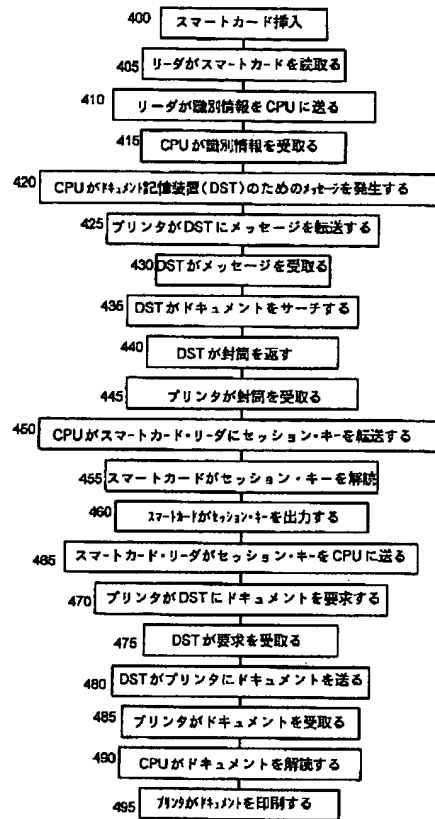 400 スマートカード挿入
405 リーダがスマートカードを読取る
410 リーダが識別情報をCPUに送る
415 CPUが識別情報を受取る
420 CPUがドキュメント記憶装置(DST)のためのメッセージを発生する
425 プリンタがDSTにメッセージを転送する
430 DSTがメッセージを受取る
435 DSTがドキュメントをサーチする
440 DSTが封筒を返す
445 プリンタが封筒を受取る
450 CPUがスマートカード・リーダにセッション・キーを転送する
455 スマートカードがセッション・キーを解読
460 スマートカードがセッション・キーを出力する
465 スマートカード・リーダがセッション・キーをCPUに送る
470 プリンタがDSTにドキュメントを要求する
475 DSTが要求を受取る
480 DSTがプリンタにドキュメントを送る
485 プリンタがドキュメントを受取る
490 CPUがドキュメントを解読する
495 プリンタがドキュメントを印刷する